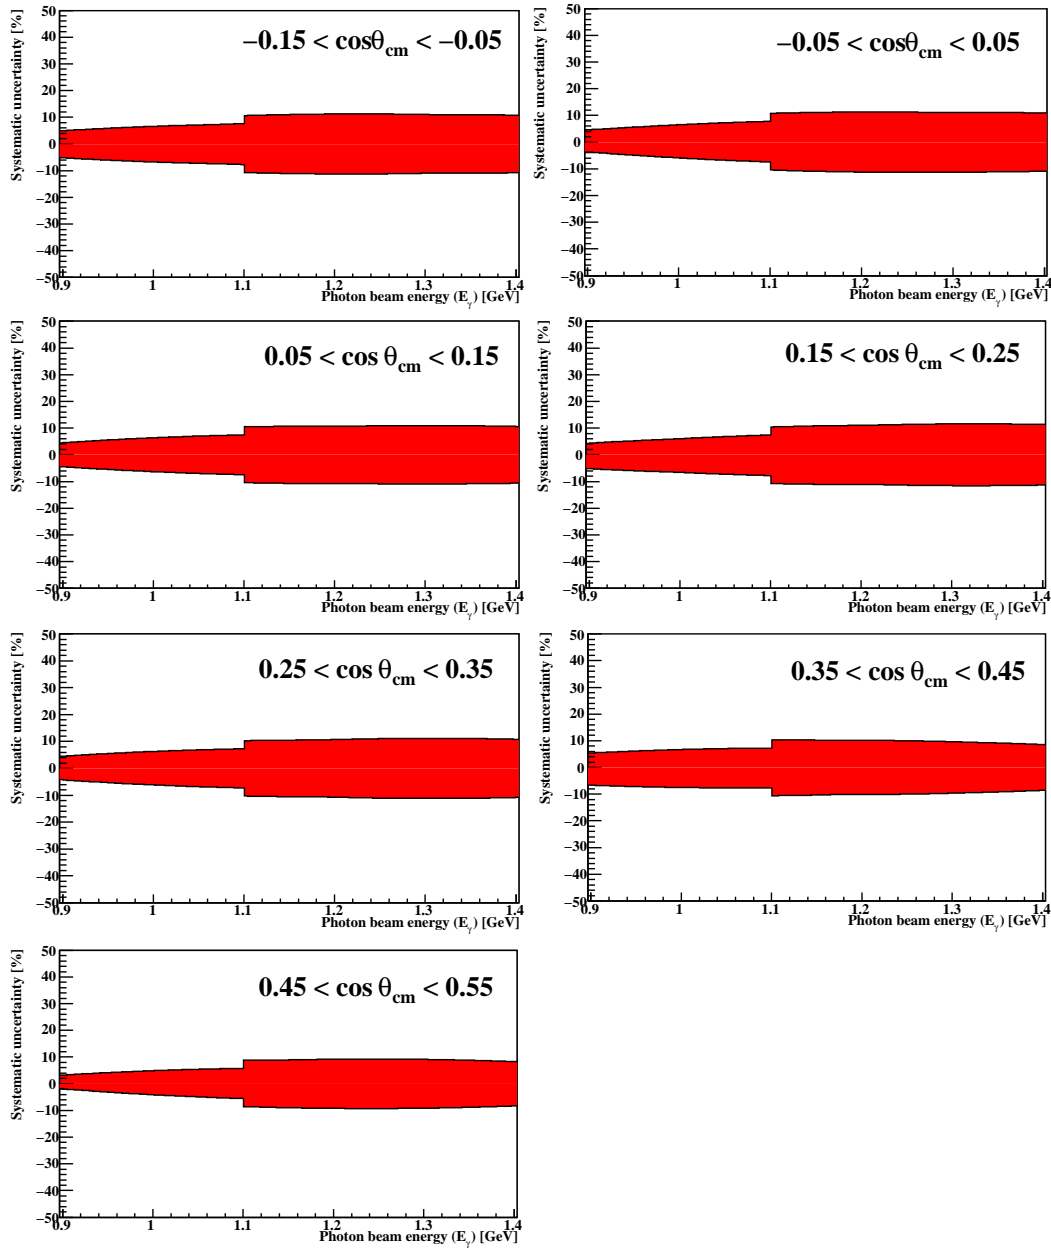 Systematic uncertainty [%]
−0.15 < cosθcm < −0.05
50
40
30
20
10
0
−10
−20
−30
−40
−50
0.9 1 1.1 1.2 1.3 1.4
Photon beam energy (Eγ) [GeV]
Systematic uncertainty [%]
−0.05 < cosθcm < 0.05
50
40
30
20
10
0
−10
−20
−30
−40
−50
0.9 1 1.1 1.2 1.3 1.4
Photon beam energy (Eγ) [GeV]
Systematic uncertainty [%]
0.05 < cos θcm < 0.15
50
40
30
20
10
0
−10
−20
−30
−40
−50
0.9 1 1.1 1.2 1.3 1.4
Photon beam energy (Eγ) [GeV]
Systematic uncertainty [%]
0.15 < cos θcm < 0.25
50
40
30
20
10
0
−10
−20
−30
−40
−50
0.9 1 1.1 1.2 1.3 1.4
Photon beam energy (Eγ) [GeV]
Systematic uncertainty [%]
0.25 < cos θcm < 0.35
50
40
30
20
10
0
−10
−20
−30
−40
−50
0.9 1 1.1 1.2 1.3 1.4
Photon beam energy (Eγ) [GeV]
Systematic uncertainty [%]
0.35 < cos θcm < 0.45
50
40
30
20
10
0
−10
−20
−30
−40
−50
0.9 1 1.1 1.2 1.3 1.4
Photon beam energy (Eγ) [GeV]
Systematic uncertainty [%]
0.45 < cos θcm < 0.55
50
40
30
20
10
0
−10
−20
−30
−40
−50
0.9 1 1.1 1.2 1.3 1.4
Photon beam energy (Eγ) [GeV]